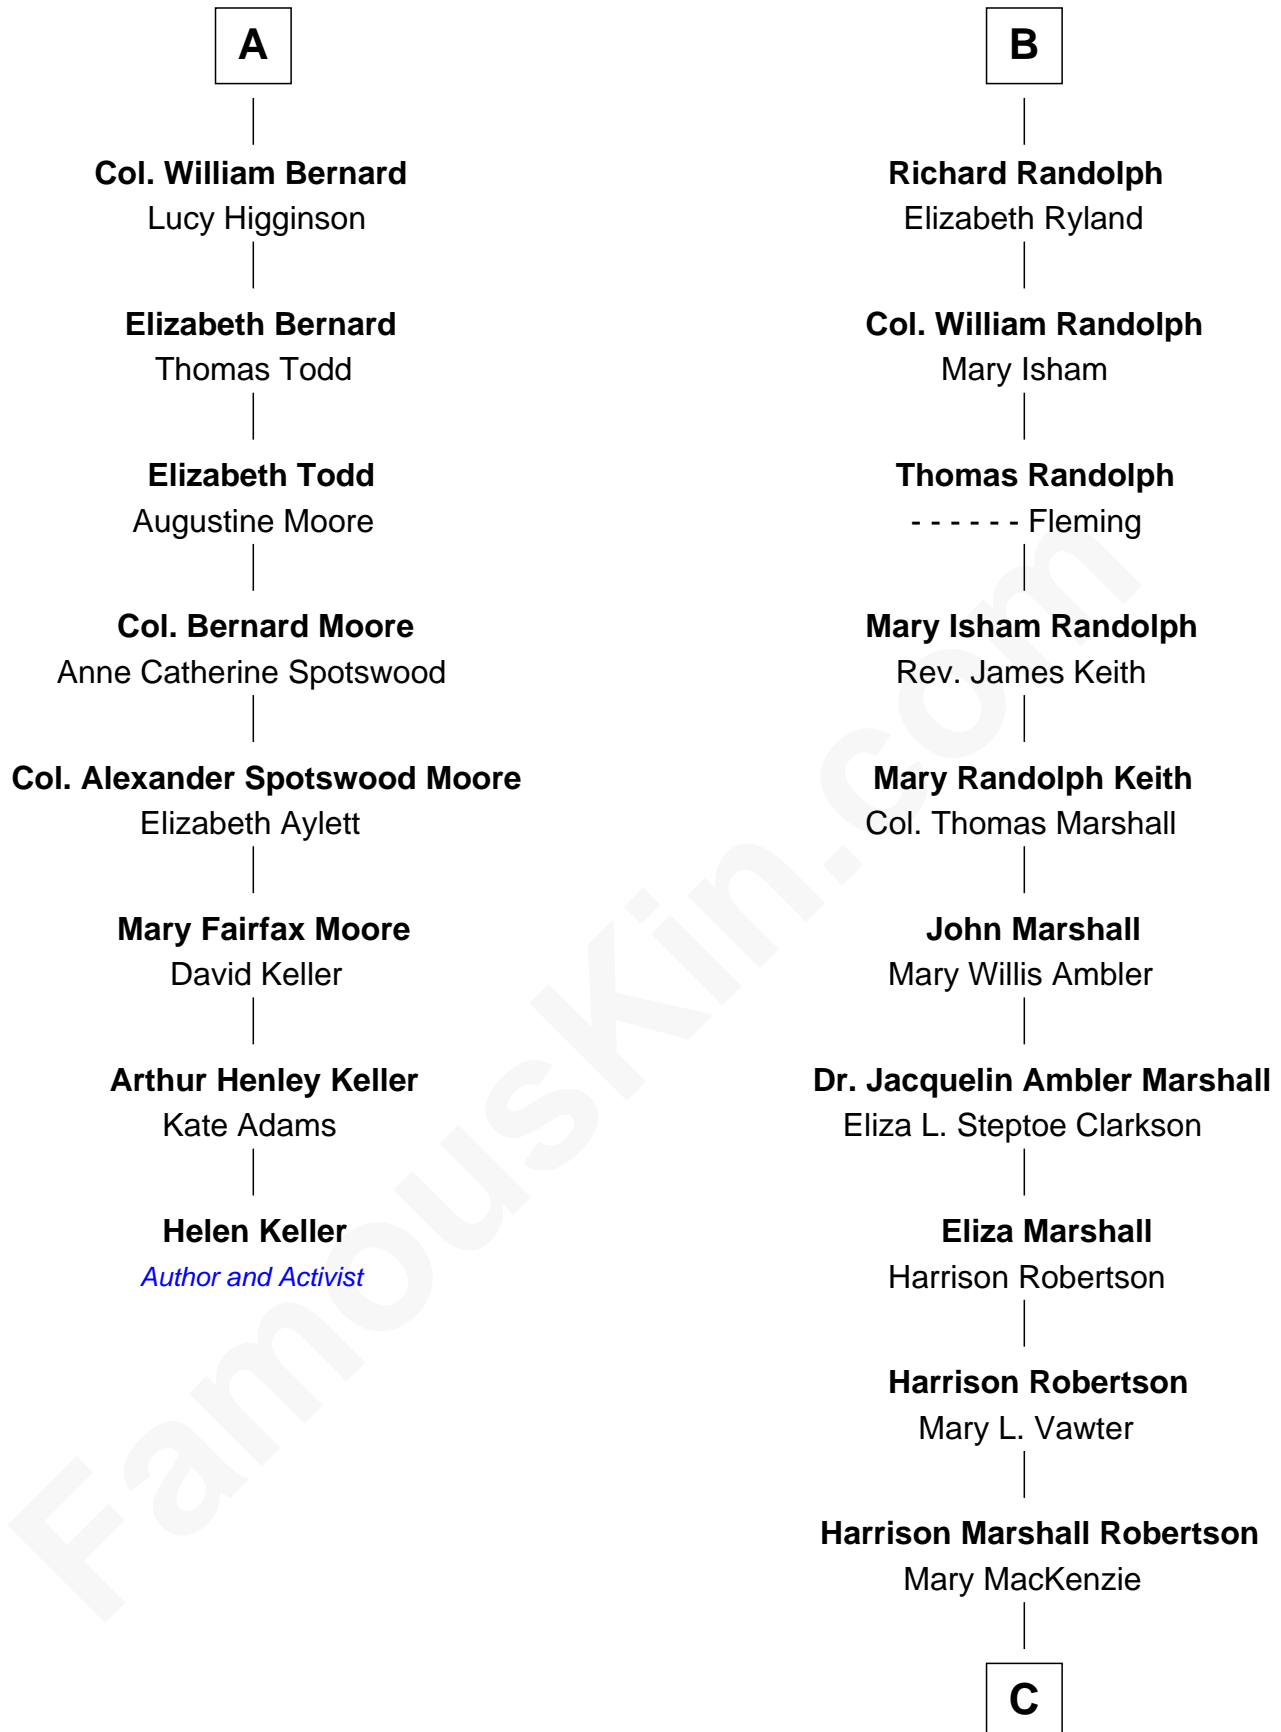 A
Col. William Bernard
Lucy Higginson
Elizabeth Bernard
Thomas Todd
Elizabeth Todd
Augustine Moore
Col. Bernard Moore
Anne Catherine Spotswood
Col. Alexander Spotswood Moore
Elizabeth Aylett
Mary Fairfax Moore
David Keller
Arthur Henley Keller
Kate Adams
Helen Keller
Author and Activist
B
Richard Randolph
Elizabeth Ryland
Col. William Randolph
Mary Isham
Thomas Randolph
- - - - - - Fleming
Mary Isham Randolph
Rev. James Keith
Mary Randolph Keith
Col. Thomas Marshall
John Marshall
Mary Willis Ambler
Dr. Jacquelin Ambler Marshall
Eliza L. Steptoe Clarkson
Eliza Marshall
Harrison Robertson
Harrison Robertson
Mary L. Vawter
Harrison Marshall Robertson
Mary MacKenzie
C
FamousKin.com